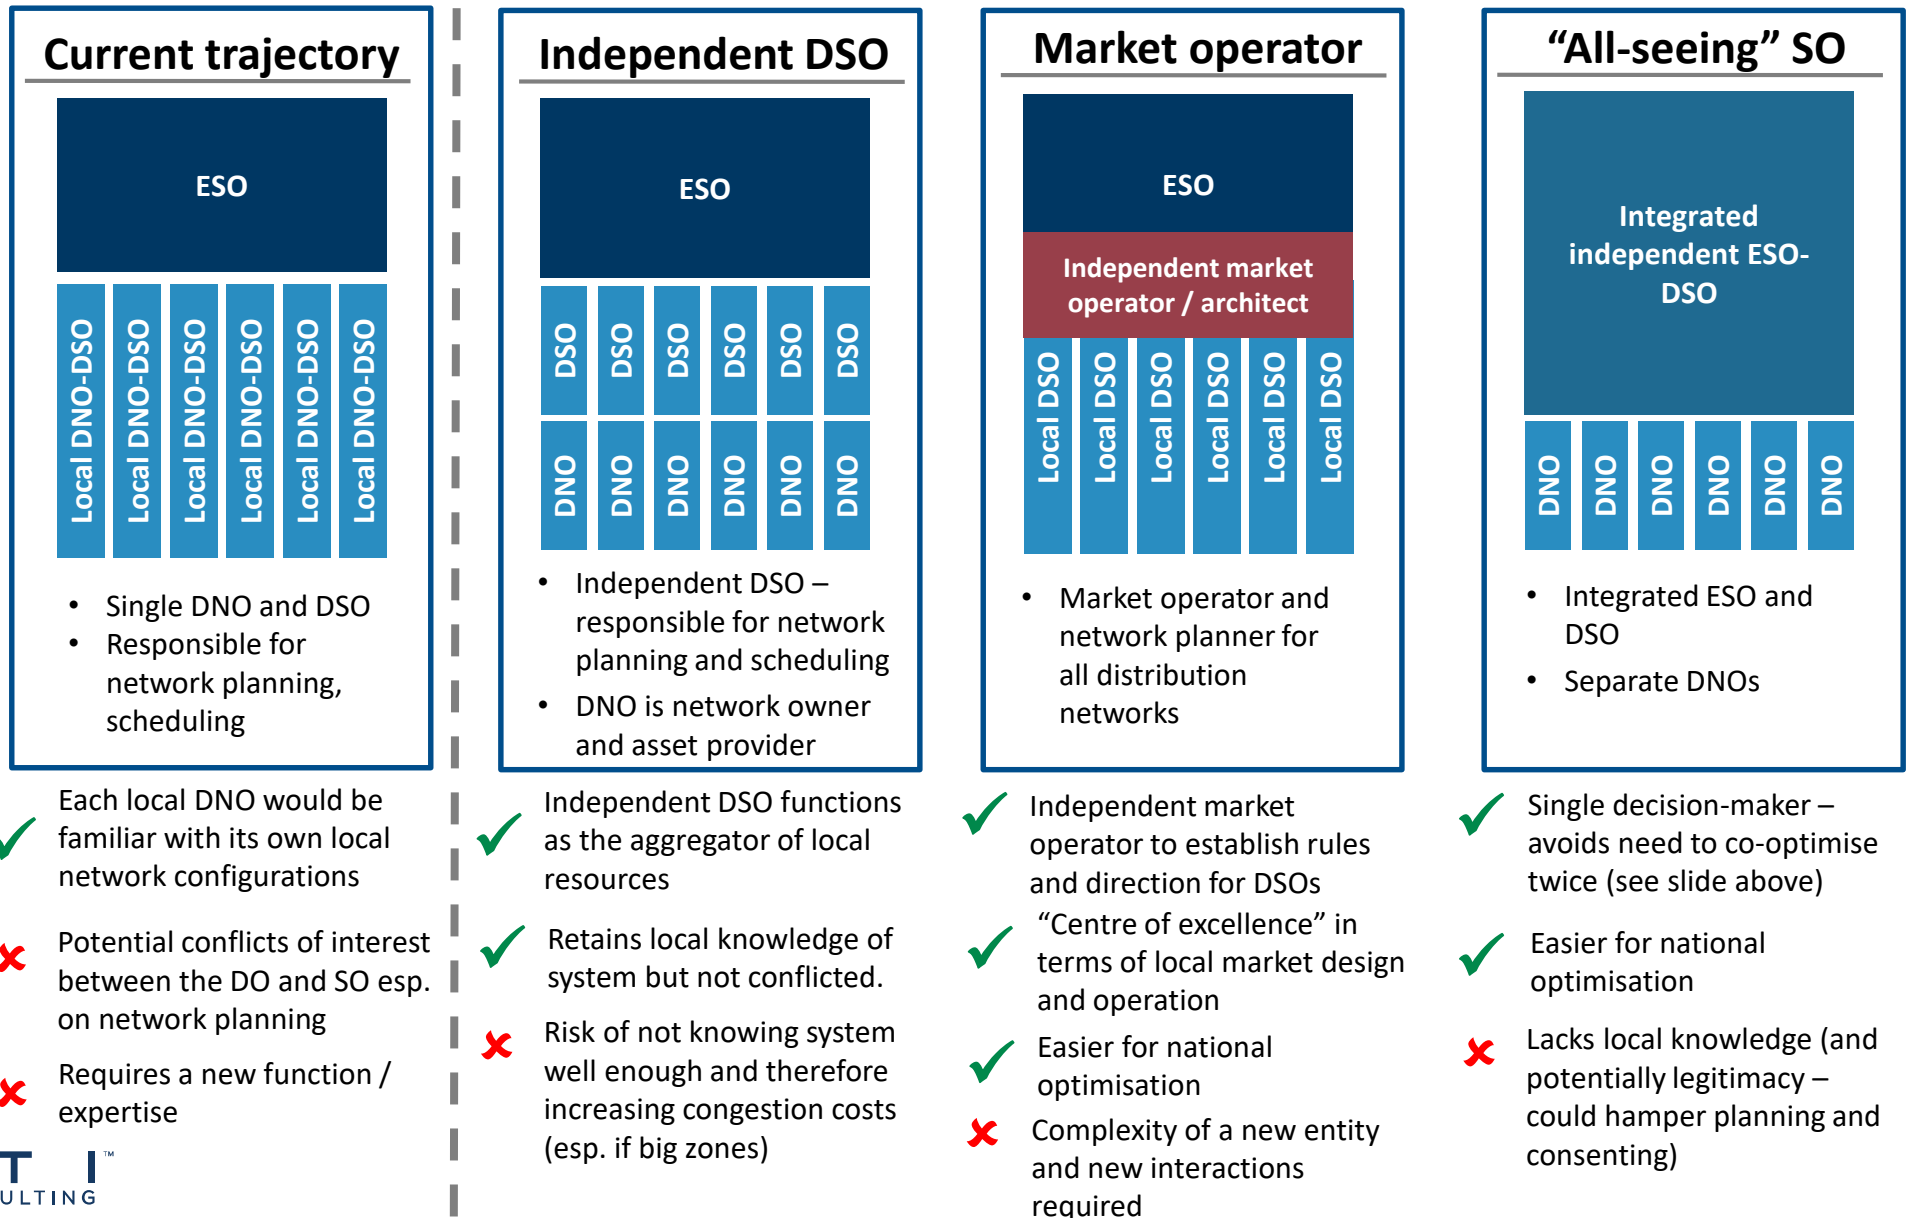 Current trajectory
ESO
Local DNO-DSO
Local DNO-DSO
Local DNO-DSO
Local DNO-DSO
Local DNO-DSO
Local DNO-DSO
• Single DNO and DSO
• Responsible for
network planning,
scheduling
Each local DNO would be
familiar with its own local
network configurations
Potential conflicts of interest
between the DO and SO esp.
on network planning
Requires a new function /
expertise
T I ™
ULTING
Independent DSO
ESO
DSO
DSO
DSO
DSO
DSO
DSO
DNO
DNO
DNO
DNO
DNO
DNO
• Independent DSO –
responsible for network
planning and scheduling
• DNO is network owner
and asset provider
Independent DSO functions
as the aggregator of local
resources
Retains local knowledge of
system but not conflicted.
Risk of not knowing system
well enough and therefore
increasing congestion costs
(esp. if big zones)
Market operator
ESO
Independent market
operator / architect
Local DSO
Local DSO
Local DSO
Local DSO
Local DSO
Local DSO
• Market operator and
network planner for
all distribution
networks
Independent market
operator to establish rules
and direction for DSOs
“Centre of excellence” in
terms of local market design
and operation
Easier for national
optimisation
Complexity of a new entity
and new interactions
required
“All-seeing” SO
Integrated
independent ESO-
DSO
DNO
DNO
DNO
DNO
DNO
DNO
• Integrated ESO and
DSO
• Separate DNOs
Single decision-maker –
avoids need to co-optimise
twice (see slide above)
Easier for national
optimisation
Lacks local knowledge (and
potentially legitimacy –
could hamper planning and
consenting)